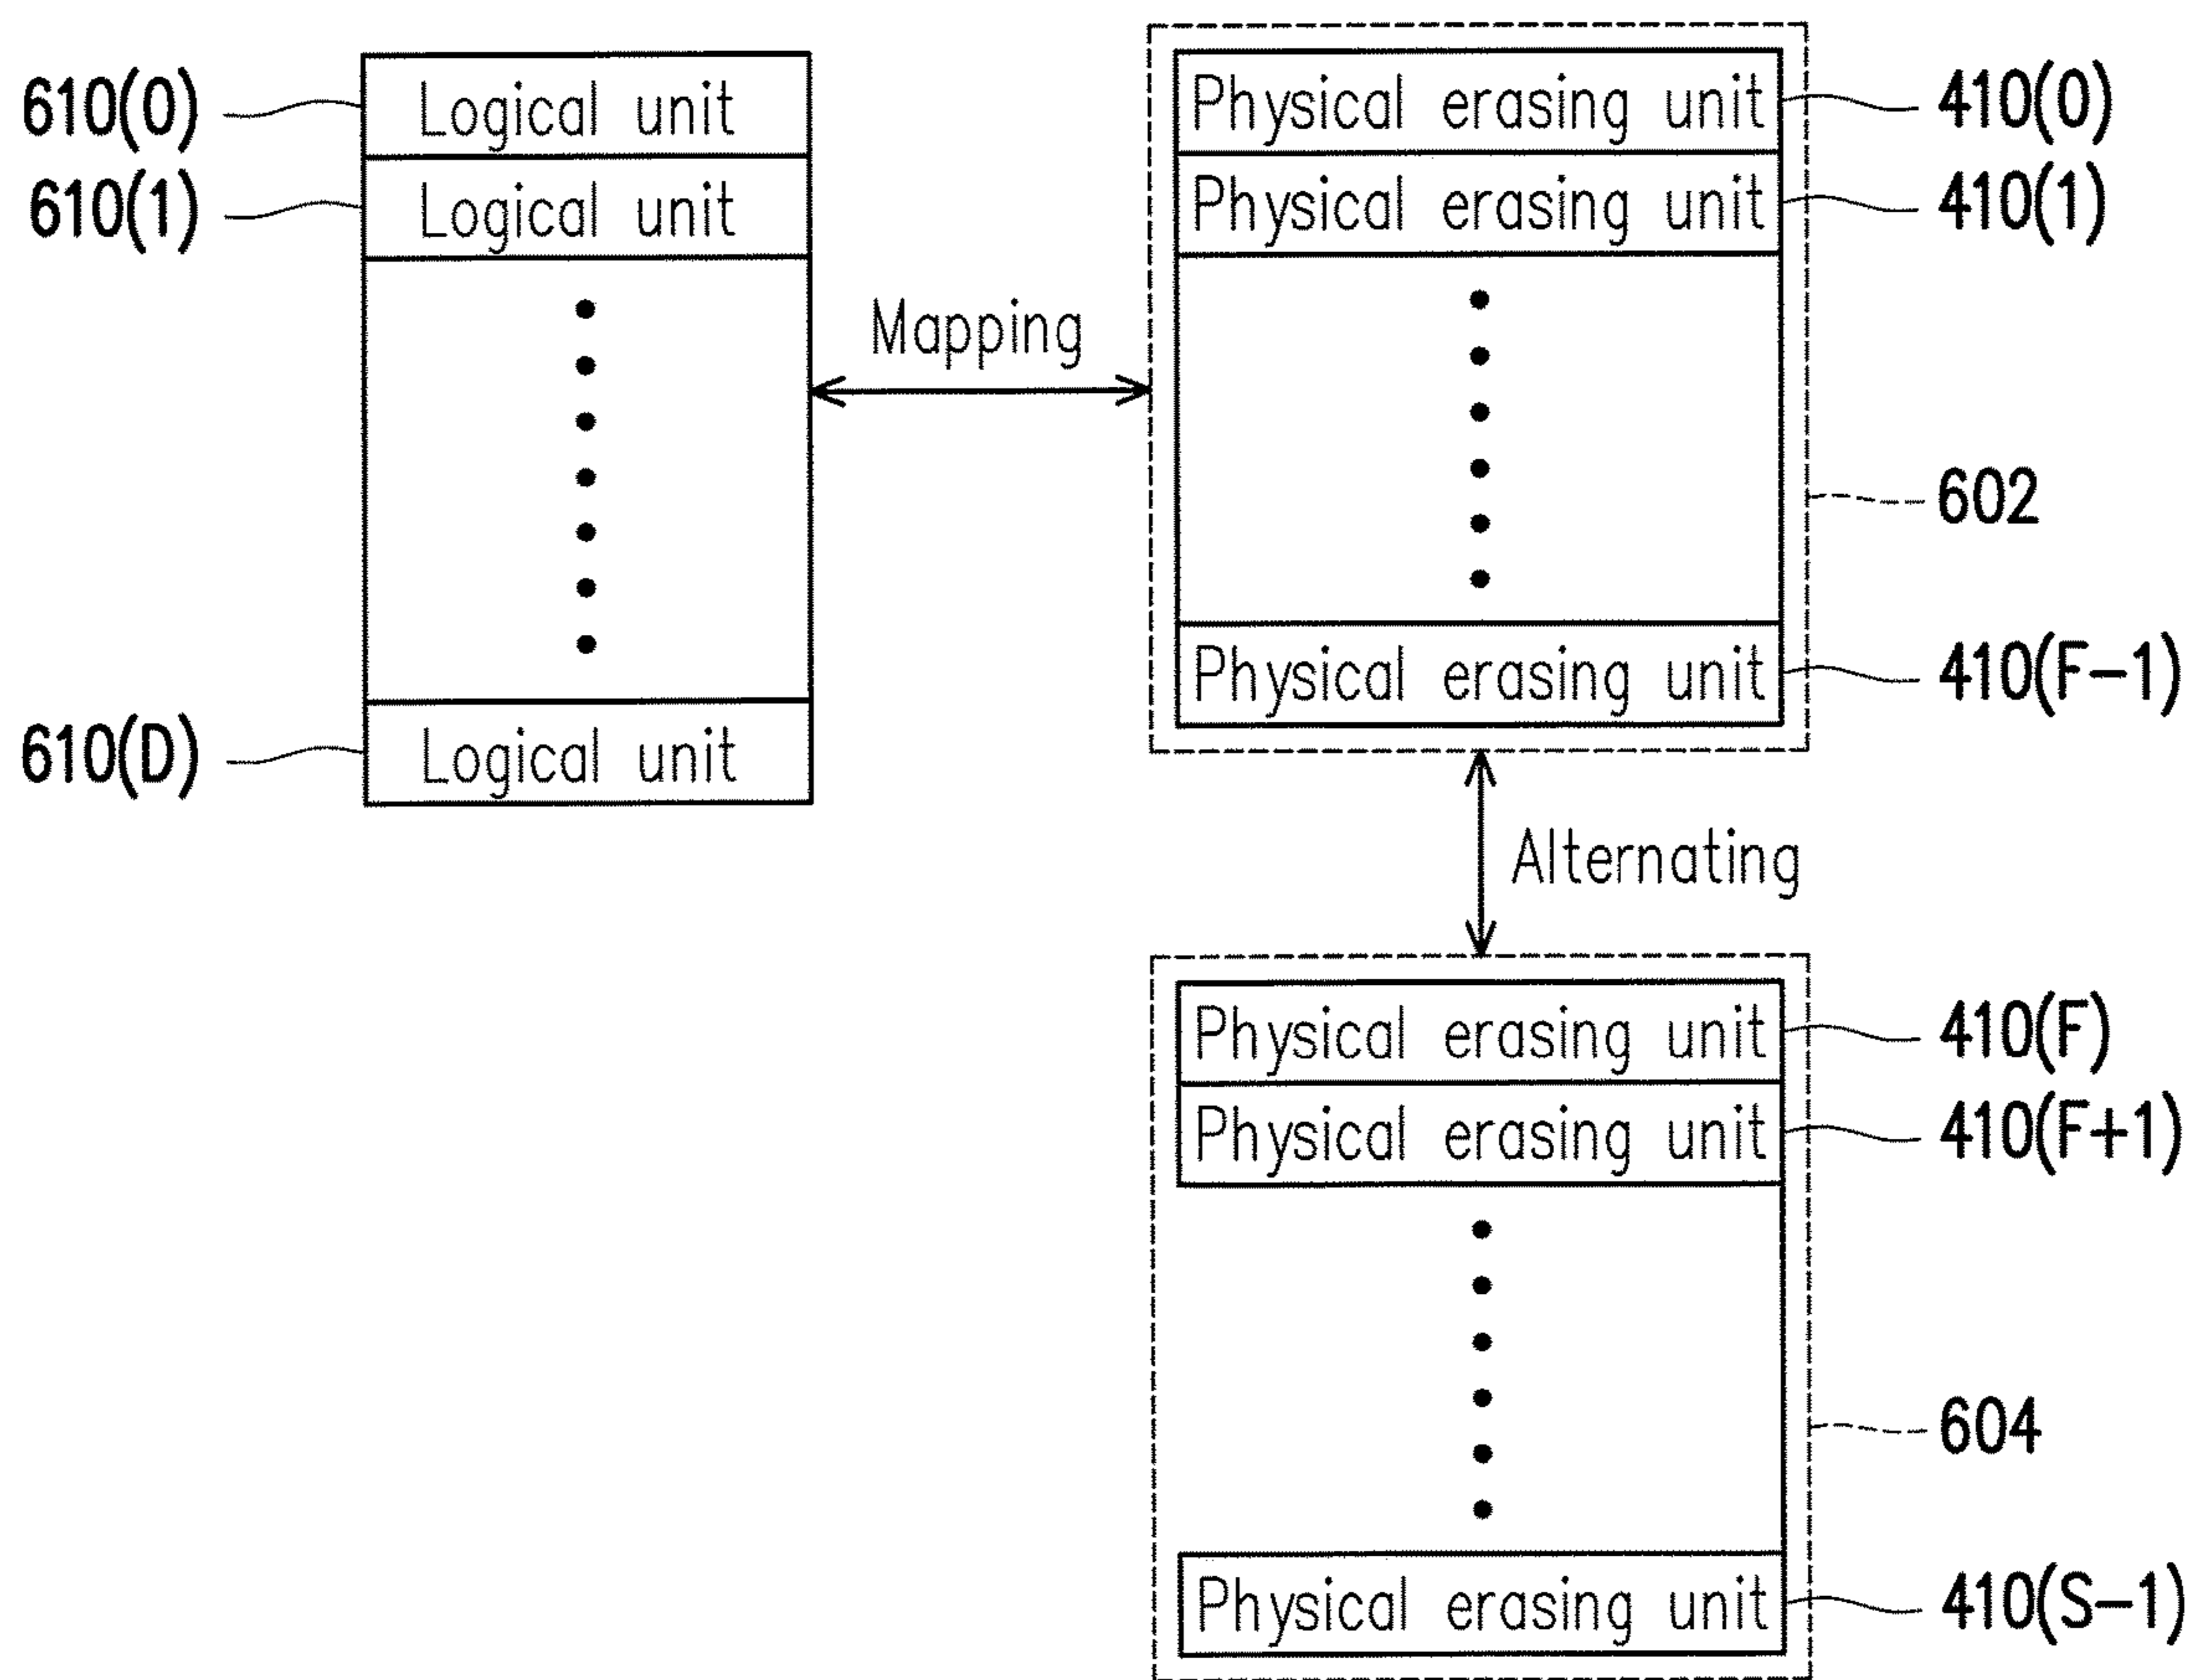 610(0) Logical unit
610(1) Logical unit
610(D) Logical unit
Mapping
Physical erasing unit 410(0)
Physical erasing unit 410(1)
602
Physical erasing unit 410(F-1)
Alternating
Physical erasing unit 410(F)
Physical erasing unit 410(F+1)
604
Physical erasing unit 410(S-1)